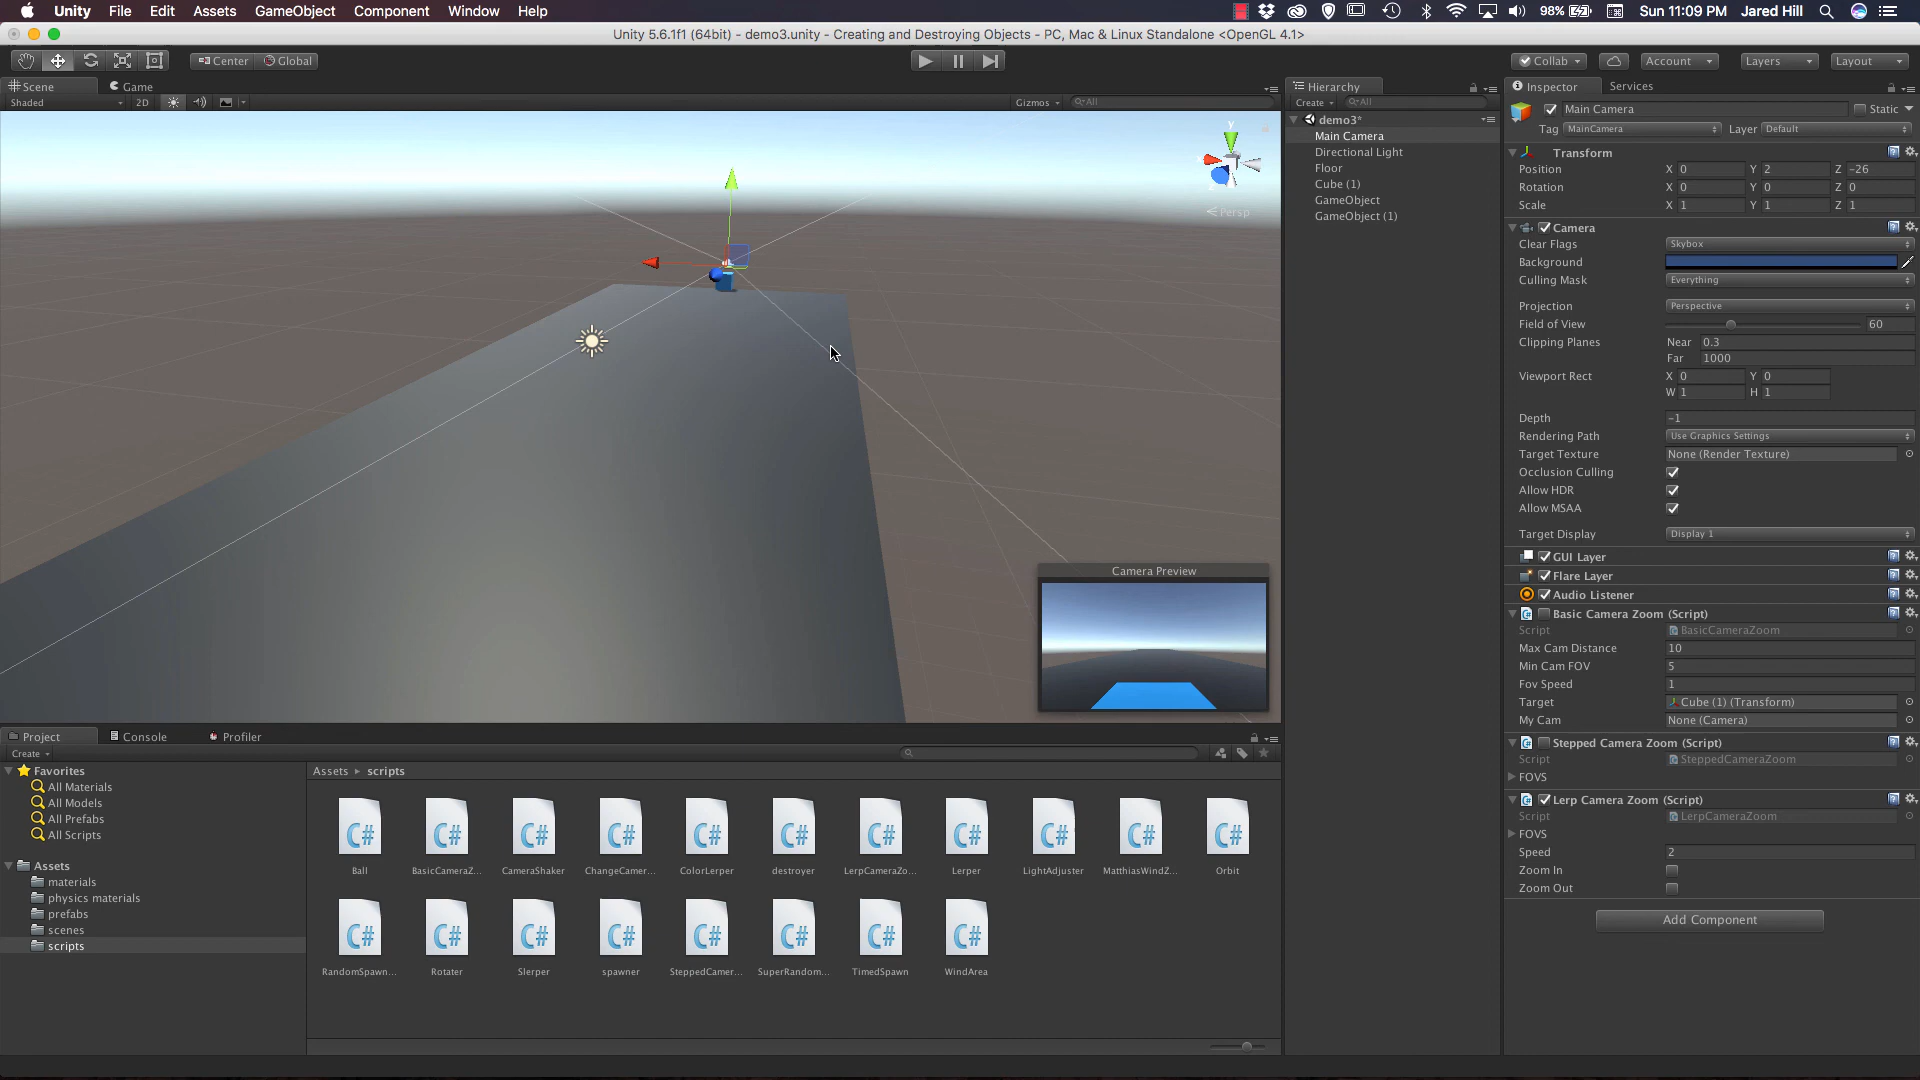 Unity File Edit Assets GameObject Component Window Help 98% Sun 11:09 PM Jared Hill
Unity 5.6.1f1 (64bit) - demo3.unity - Creating and Destroying Objects - PC, Mac & Linux Standalone <OpenGL 4.1>
Center Global Collab Account Layers Layout
Scene Game
Shaded 2D Gizmos All
y
Persp
Camera Preview
Hierarchy
Create All
demo3*
Main Camera
Directional Light
Floor
Cube (1)
GameObject
GameObject (1)
Inspector Services
Main Camera Static
Tag MainCamera Layer Default
Transform
Position X 0 Y 2 Z -26
Rotation X 0 Y 0 Z 0
Scale X 1 Y 1 Z 1
Camera
Clear Flags Skybox
Background
Culling Mask Everything
Projection Perspective
Field of View 60
Clipping Planes Near 0.3
Far 1000
Viewport Rect X 0 Y 0
W 1 H 1
Depth -1
Rendering Path Use Graphics Settings
Target Texture None (Render Texture)
Occlusion Culling
Allow HDR
Allow MSAA
Target Display Display 1
GUI Layer
Flare Layer
Audio Listener
Basic Camera Zoom (Script)
Script BasicCameraZoom
Max Cam Distance 10
Min Cam FOV 5
Fov Speed 1
Target Cube (1) (Transform)
My Cam None (Camera)
Stepped Camera Zoom (Script)
Script SteppedCameraZoom
FOVS
Lerp Camera Zoom (Script)
Script LerpCameraZoom
FOVS
Speed 2
Zoom In
Zoom Out
Add Component
Project Console Profiler
Create
Favorites
All Materials
All Models
All Prefabs
All Scripts
Assets
materials
physics materials
prefabs
scenes
scripts
Assets scripts
C# C# C# C# C# C# C# C# C# C# C#
Ball BasicCameraZ... CameraShaker ChangeCamer... ColorLerper destroyer LerpCameraZo... Lerper LightAdjuster MatthiasWindZ... Orbit
C# C# C# C# C# C# C# C#
RandomSpawn... Rotater Slerper spawner SteppedCamer... SuperRandom... TimedSpawn WindArea